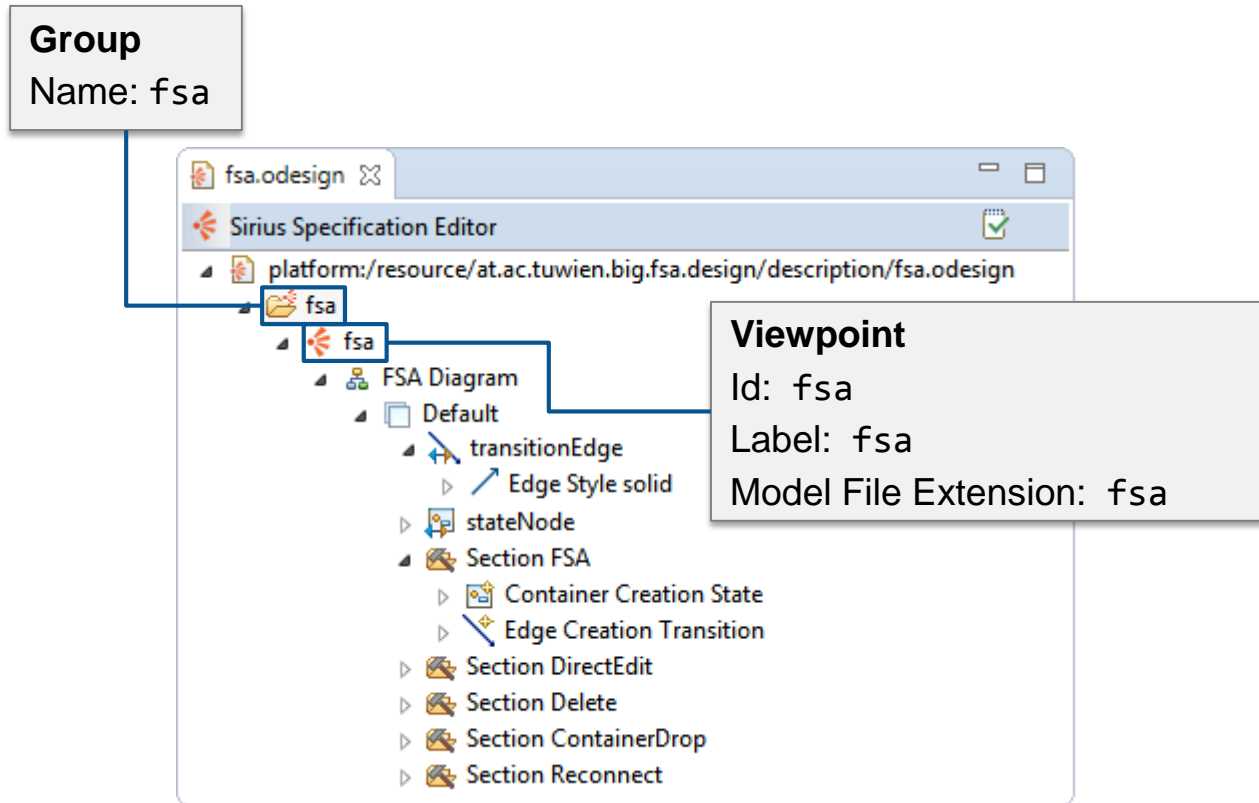 Group
Name: fsa
fsa.odesign
Sirius Specification Editor
platform:/resource/at.ac.tuwien.big.fsa.design/description/fsa.odesign
fsa
fsa
FSA Diagram
Default
transitionEdge
Edge Style solid
stateNode
Section FSA
Container Creation State
Edge Creation Transition
Section DirectEdit
Section Delete
Section ContainerDrop
Section Reconnect
Viewpoint
Id: fsa
Label: fsa
Model File Extension: fsa